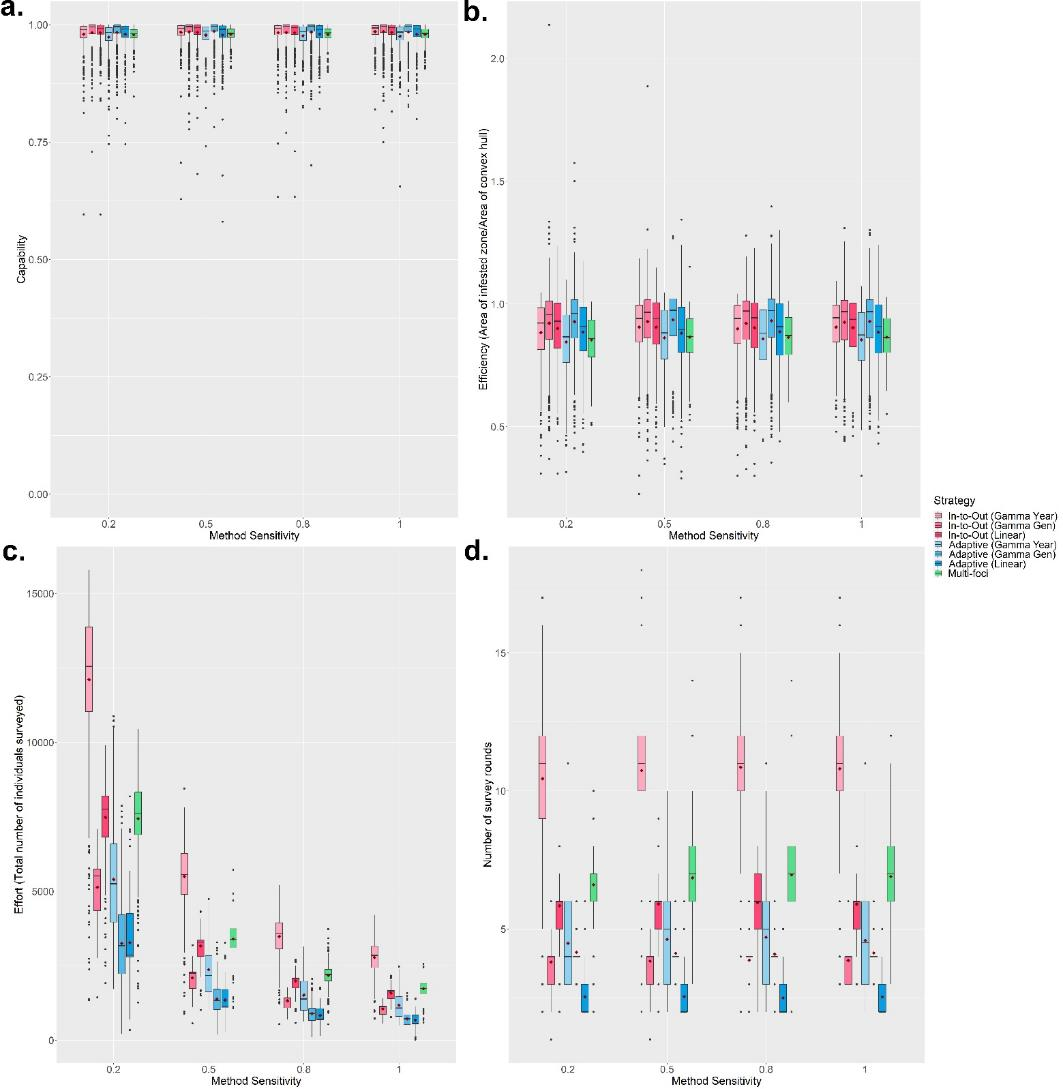 a.
1.00
0.75
0.50
0.25
0.00
Capability
0.2
0.5
0.8
1
Method Sensitivity
b.
2.0
1.5
1.0
0.5
Efficiency (Area of infested zone/Area of convex hull)
0.2
0.5
0.8
1
Method Sensitivity
c.
15000
10000
5000
0
Effort (Total number of individuals surveyed)
0.2
0.5
0.8
1
Method Sensitivity
d.
15
10
5
Number of survey rounds
0.2
0.5
0.8
1
Method Sensitivity
Strategy
In-to-Out (Gamma Year)
In-to-Out (Gamma Gen)
In-to-Out (Linear)
Adaptive (Gamma Year)
Adaptive (Gamma Gen)
Adaptive (Linear)
Multi-foci